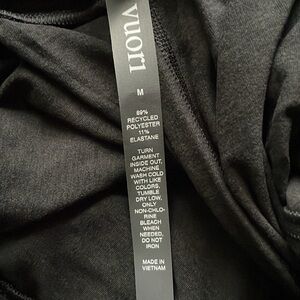 vuori
M
89%
RECYCLED
POLYESTER
11%
ELASTANE
TURN
GARMENT
INSIDE OUT,
MACHINE
WASH COLD
WITH LIKE
COLORS,
TUMBLE
DRY LOW,
ONLY
NON-CHLO-
RINE
BLEACH
WHEN
NEEDED,
DO NOT
IRON
MADE IN
VIETNAM